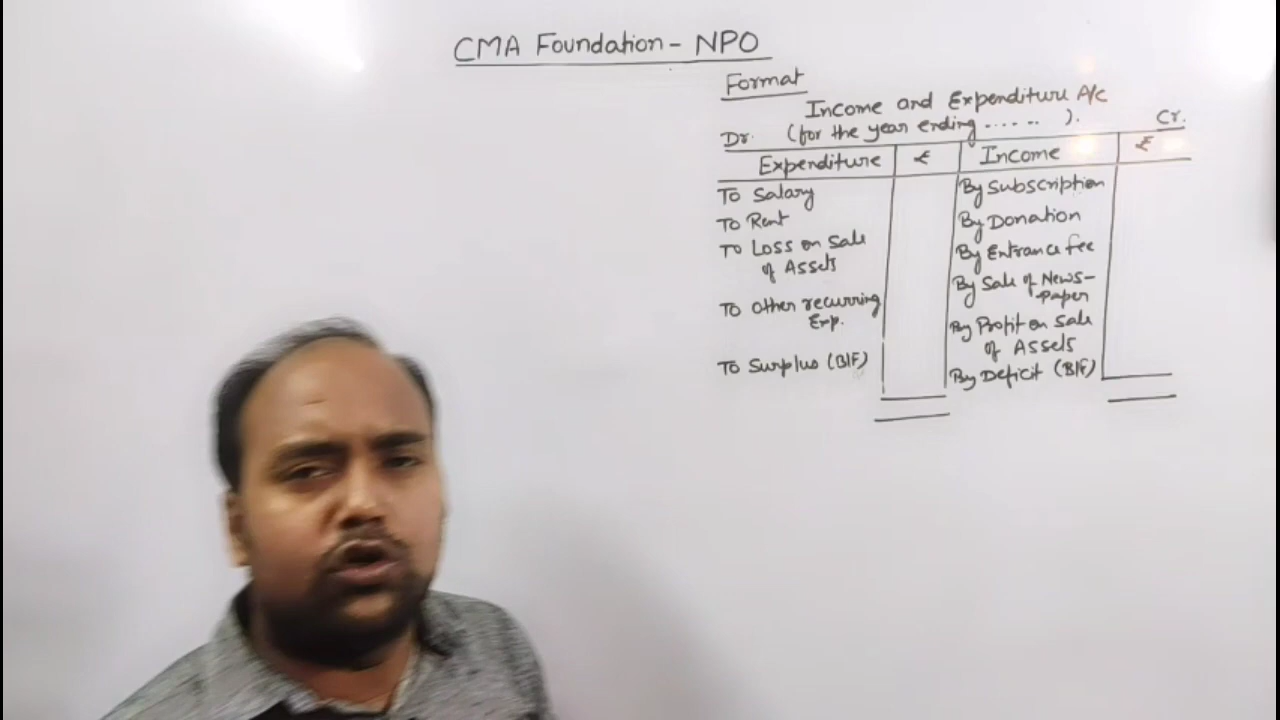 CMA Foundation - NPO
Format
Income and Expenditure A/c
Dr. (for the year ending ...... ). Cr.
Expenditure ₹ Income ₹
To Salary
To Rent
To Loss on Sale
of Assets
To Other recurring
Exp.
To Surplus (B/F)
By Subscription
By Donation
By Entrance fee
By Sale of News-
paper
By Profit on Sale
of Assets
By Deficit (B/F)